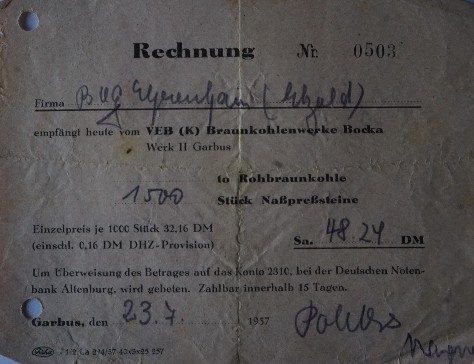 Rechnung Nr. 0503
Firma
empfängt heute vom VEB (K) Braunkohlenwerke Bocka
Werk II Garbus
to Rohbraunkohle
1500 Stück Naßpreßsteine
Einzelpreis je 1000 Stück 32,16 DM
(einschl. 0,16 DM DHZ-Provision) Sa. 48.24 DM
Um Überweisung des Betrages auf das Konto 2310, bei der Deutschen Noten-
bank Altenburg, wird gebeten. Zahlbar innerhalb 15 Tagen.
Garbus, den 23.7. 1957